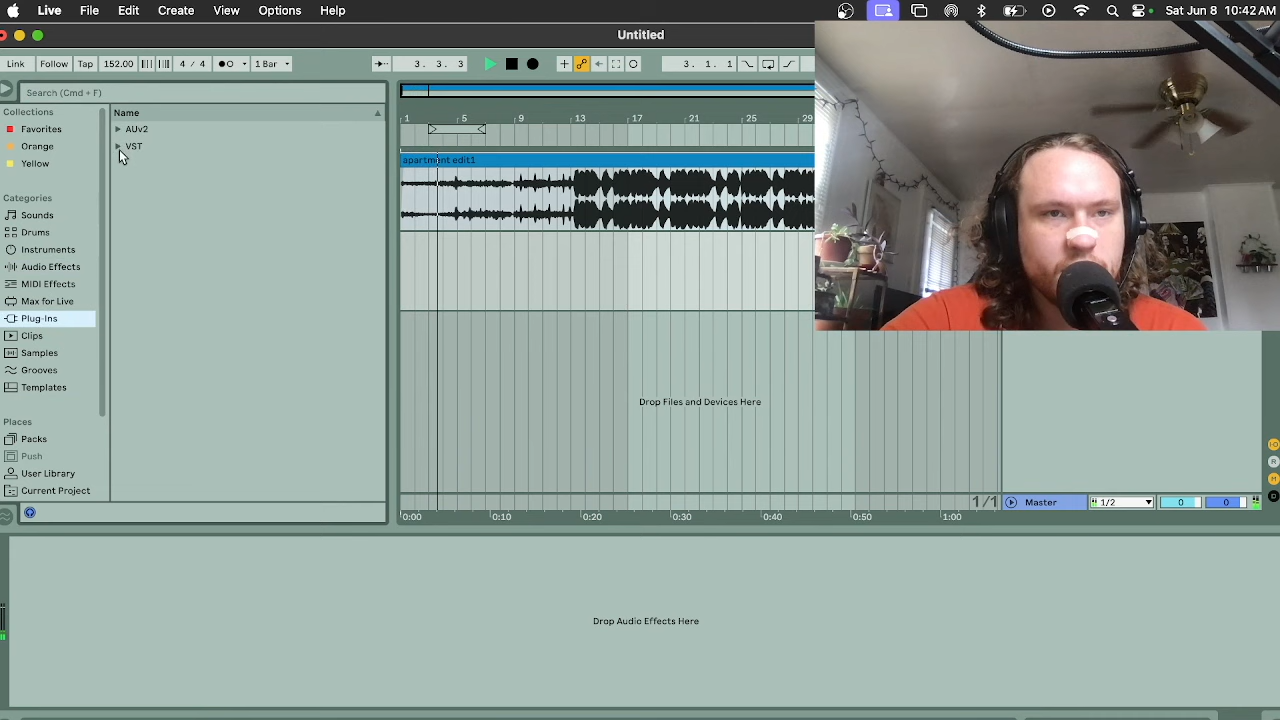 Live File Edit Create View Options Help Sat Jun 8 10:42 AM
Untitled
Link Follow Tap 152.00 4 / 4 1 Bar 3. 3. 3 3. 1. 1
Search (Cmd + F)
Collections
Favorites
Orange
Yellow
Categories
Sounds
Drums
Instruments
Audio Effects
MIDI Effects
Max for Live
Plug-Ins
Clips
Samples
Grooves
Templates
Places
Packs
Push
User Library
Current Project
Name
AUv2
VST
1 5 9 13 17 21 25 29
apartment edit1
Drop Files and Devices Here
1/1 Master 1/2 0 0
I·O
R
M
D
0:00 0:10 0:20 0:30 0:40 0:50 1:00
Drop Audio Effects Here